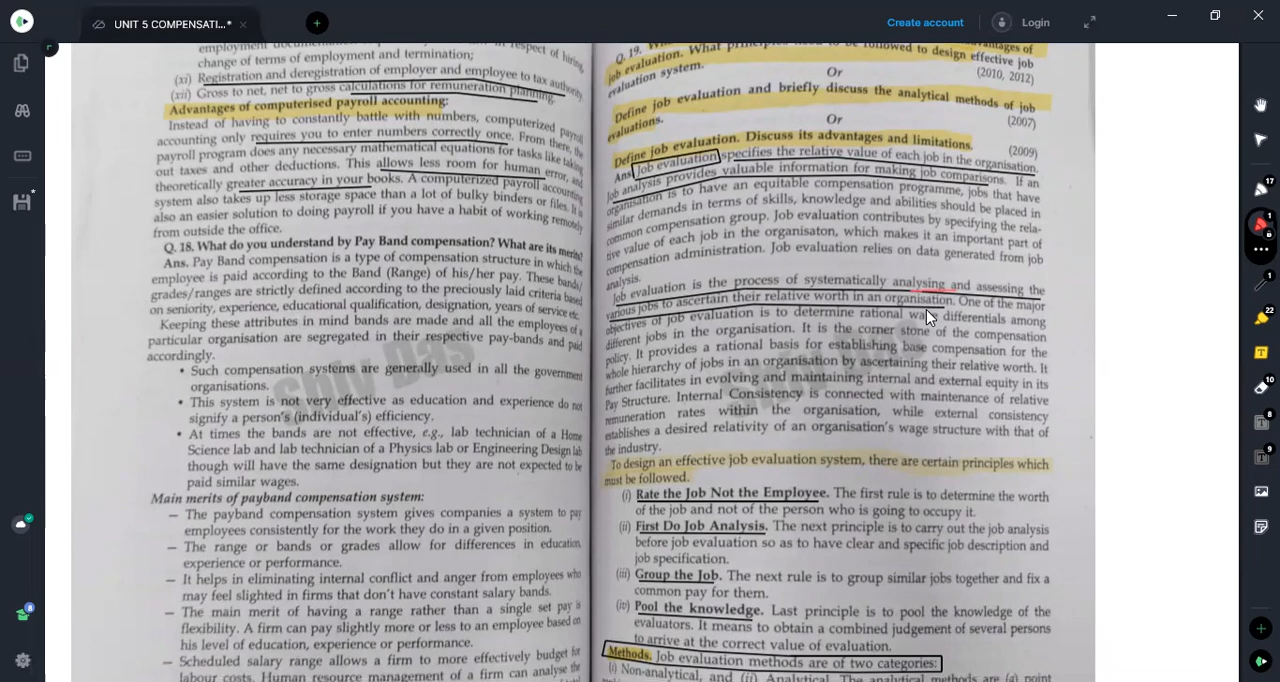 UNIT 5 COMPENSATI...*
Create account
Login
change of terms of employment and termination;
(xi) Registration and deregistration of employer and employee to tax authority.
(xii) Gross to net, net to gross calculations for remuneration planning.
Advantages of computerised payroll accounting:
Instead of having to constantly battle with numbers, computerized payroll
accounting only requires you to enter numbers correctly once. From there, the
payroll program does any necessary mathematical equations for tasks like taking
out taxes and other deductions. This allows less room for human error, and
theoretically greater accuracy in your books. A computerized payroll accounting
system also takes up less storage space than a lot of bulky binders or files. It is
also an easier solution to doing payroll if you have a habit of working remotely
from outside the office.
Q. 18. What do you understand by Pay Band compensation? What are its merits?
Ans. Pay Band compensation is a type of compensation structure in which the
employee is paid according to the Band (Range) of his/her pay. These bands/
grades/ranges are strictly defined according to the preciously laid criteria based
on seniority, experience, educational qualification, designation, years of service etc.
Keeping these attributes in mind bands are made and all the employees of a
particular organisation are segregated in their respective pay-bands and paid
accordingly.
• Such compensation systems are generally used in all the government
organisations.
• This system is not very effective as education and experience do not
signify a person's (individual's) efficiency.
• At times the bands are not effective, e.g., lab technician of a Home
Science lab and lab technician of a Physics lab or Engineering Design lab
though will have the same designation but they are not expected to be
paid similar wages.
Main merits of payband compensation system:
— The payband compensation system gives companies a system to pay
employees consistently for the work they do in a given position.
— The range or bands or grades allow for differences in education,
experience or performance.
— It helps in eliminating internal conflict and anger from employees who
may feel slighted in firms that don't have constant salary bands.
— The main merit of having a range rather than a single set pay is
flexibility. A firm can pay slightly more or less to an employee based on
his level of education, experience or performance.
— Scheduled salary range allows a firm to more effectively budget for
labour costs. Human resource management of a firm can analyse the
Q. 19.
job evaluation. What principles need to be followed to design effective job
evaluation system. (2010, 2012)
Or
Define job evaluation and briefly discuss the analytical methods of job
evaluations. (2007)
Or
Define job evaluation. Discuss its advantages and limitations. (2009)
Ans. Job evaluation specifies the relative value of each job in the organisation.
Job analysis provides valuable information for making job comparisons. If an
organisation is to have an equitable compensation programme, jobs that have
similar demands in terms of skills, knowledge and abilities should be placed in
common compensation group. Job evaluation contributes by specifying the rela-
tive value of each job in the organisaton, which makes it an important part of
compensation administration. Job evaluation relies on data generated from job
analysis.
Job evaluation is the process of systematically analysing and assessing the
various jobs to ascertain their relative worth in an organisation. One of the major
objectives of job evaluation is to determine rational wage differentials among
different jobs in the organisation. It is the corner stone of the compensation
policy. It provides a rational basis for establishing base compensation for the
whole hierarchy of jobs in an organisation by ascertaining their relative worth. It
further facilitates in evolving and maintaining internal and external equity in its
Pay Structure. Internal Consistency is connected with maintenance of relative
remuneration rates within the organisation, while external consistency
establishes a desired relativity of an organisation's wage structure with that of
the industry.
To design an effective job evaluation system, there are certain principles which
must be followed.
(i) Rate the Job Not the Employee. The first rule is to determine the worth
of the job and not of the person who is going to occupy it.
(ii) First Do Job Analysis. The next principle is to carry out the job analysis
before job evaluation so as to have clear and specific job description and
job specification.
(iii) Group the Job. The next rule is to group similar jobs together and fix a
common pay for them.
(iv) Pool the knowledge. Last principle is to pool the knowledge of the
evaluators. It means to obtain a combined judgement of several persons
to arrive at the correct value of evaluation.
Methods. Job evaluation methods are of two categories:
(i) Non-analytical, and (ii) Analytical. The analytical methods are (a) point